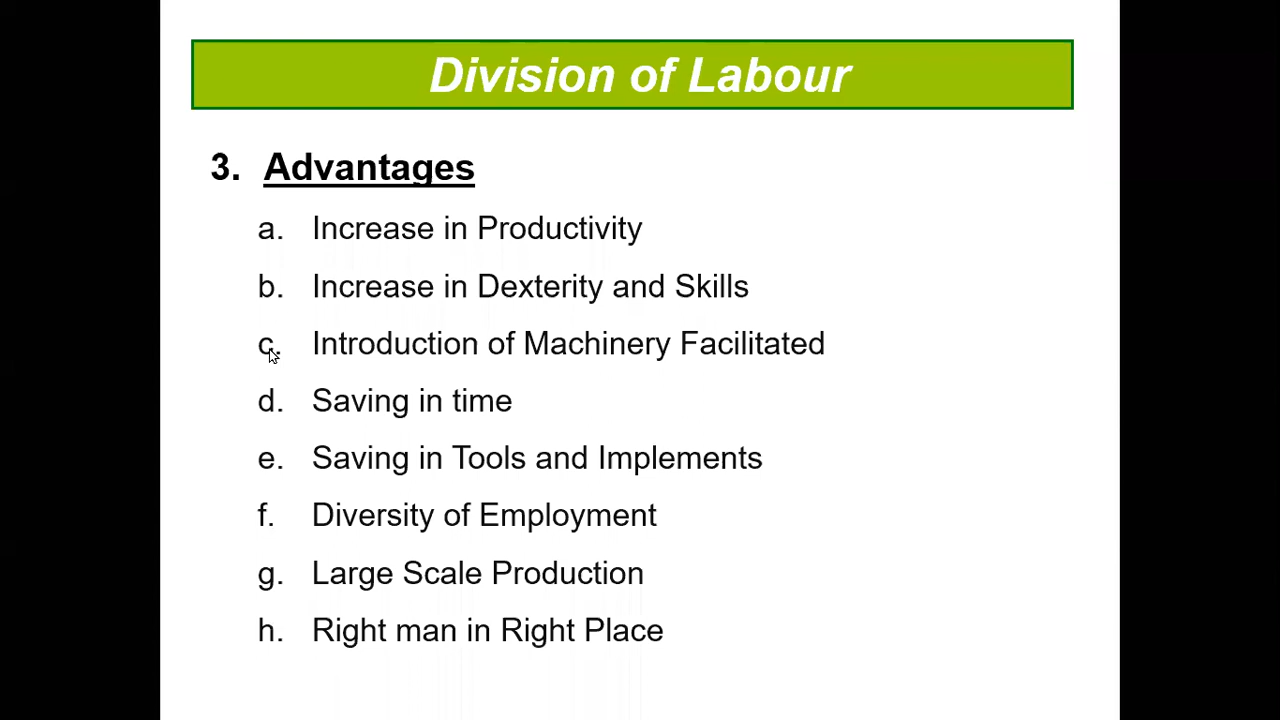 Division of Labour
3. Advantages
a. Increase in Productivity
b. Increase in Dexterity and Skills
c. Introduction of Machinery Facilitated
d. Saving in time
e. Saving in Tools and Implements
f. Diversity of Employment
g. Large Scale Production
h. Right man in Right Place